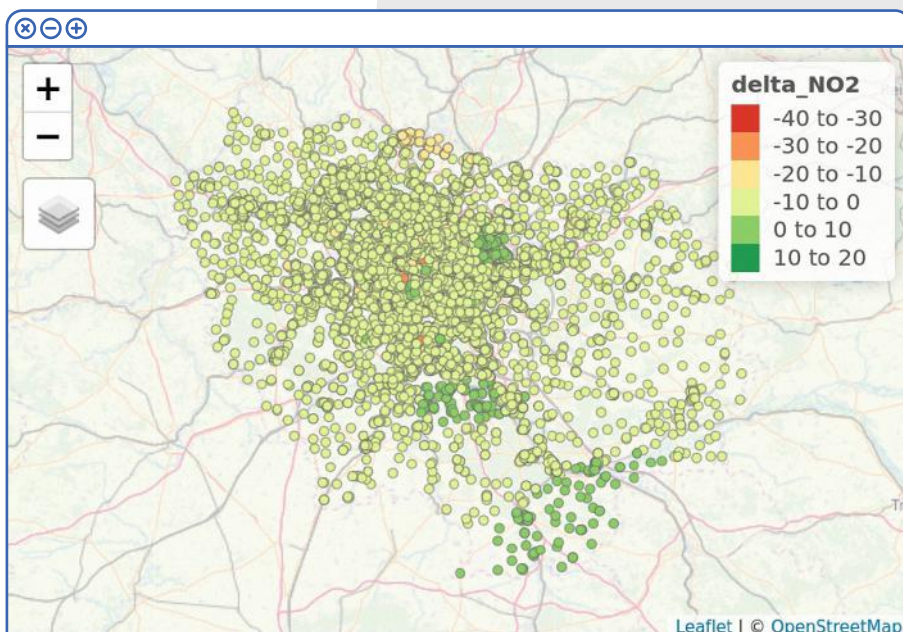 +
−
delta_NO2
-40 to -30
-30 to -20
-20 to -10
-10 to 0
0 to 10
10 to 20
Leaflet | © OpenStreetMap